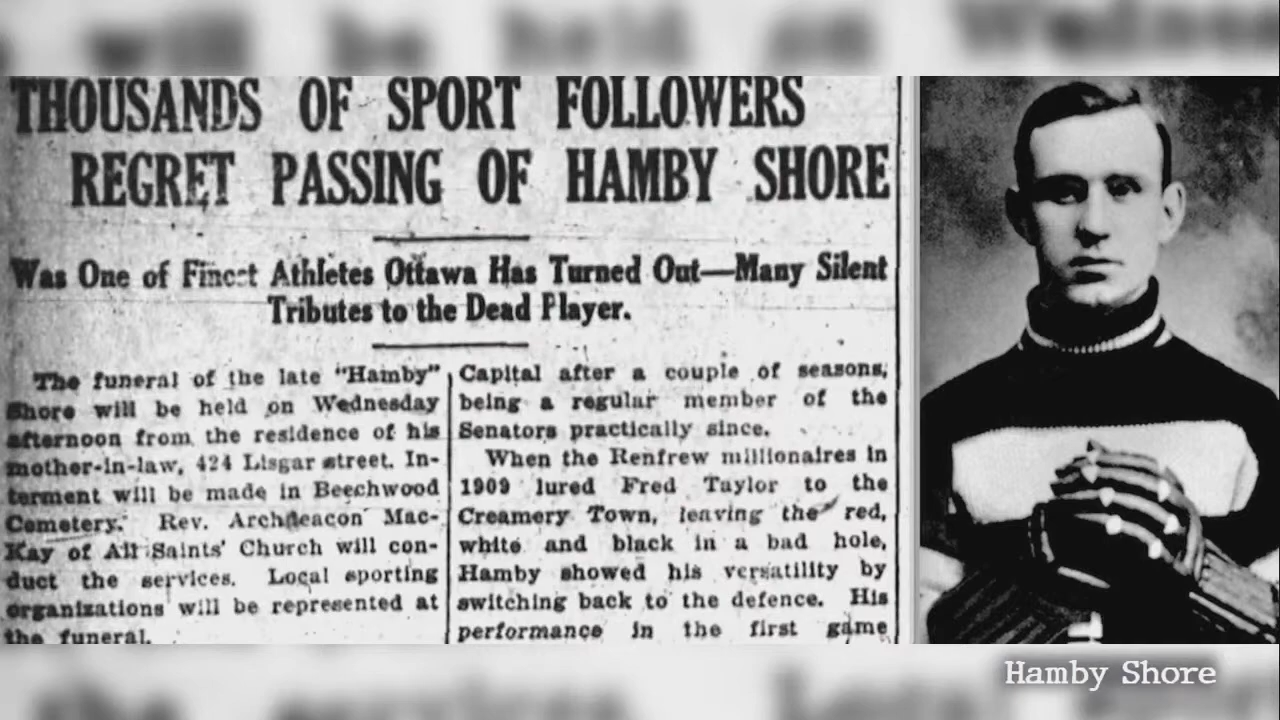 THOUSANDS OF SPORT FOLLOWERS
REGRET PASSING OF HAMBY SHORE
Was One of Finest Athletes Ottawa Has Turned Out—Many Silent
Tributes to the Dead Player.
The funeral of the late "Hamby"
Shore will be held on Wednesday
afternoon from the residence of his
mother-in-law, 424 Lisgar street. In-
terment will be made in Beechwood
Cemetery. Rev. Archdeacon Mac-
Kay of All Saints' Church will con-
duct the services. Local sporting
organizations will be represented at
the funeral.
Capital after a couple of seasons,
being a regular member of the
Senators practically since.
When the Renfrew millionaires in
1909 lured Fred Taylor to the
Creamery Town, leaving the red,
white and black in a bad hole,
Hamby showed his versatility by
switching back to the defence. His
performance in the first game
Hamby Shore